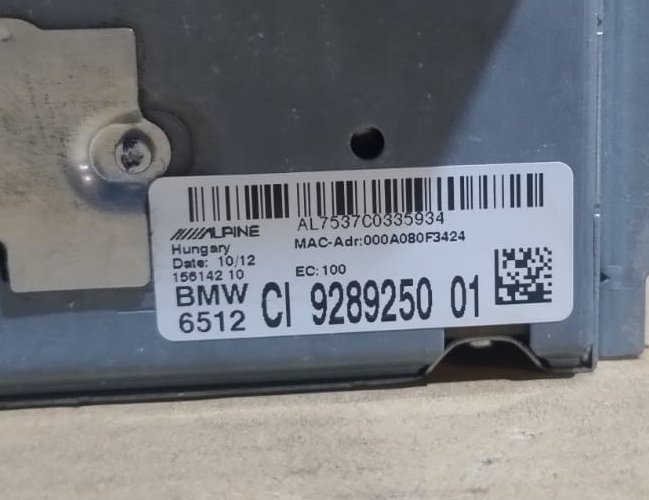 AL7537C0335934
ALPINE
MAC-Adr:000A080F3424
Hungary
Date: 10/12
156142 10
EC: 100
BMW
6512
CI 9289250 01